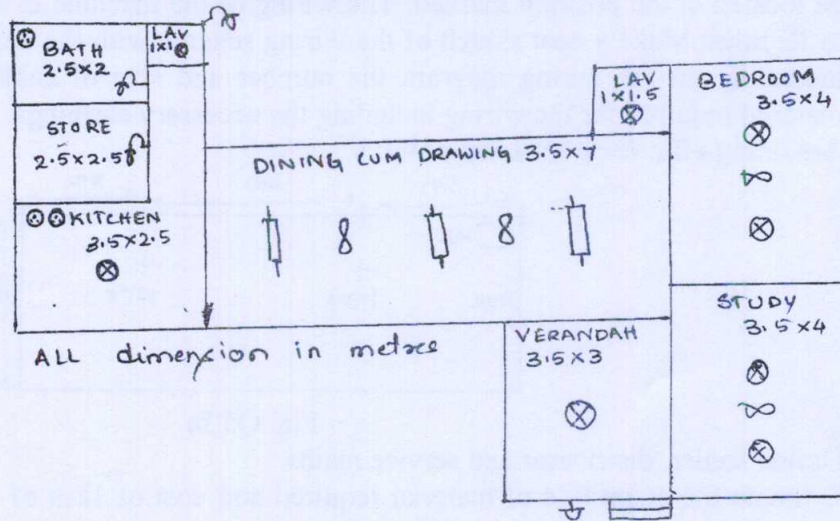 BATH
2.5×2
LAV
1×1
STORE
2.5×2.5
KITCHEN
3.5×2.5
DINING CUM DRAWING 3.5×7
LAV
1×1.5
BEDROOM
3.5×4
STUDY
3.5×4
VERANDAH
3.5×3
ALL dimension in metre